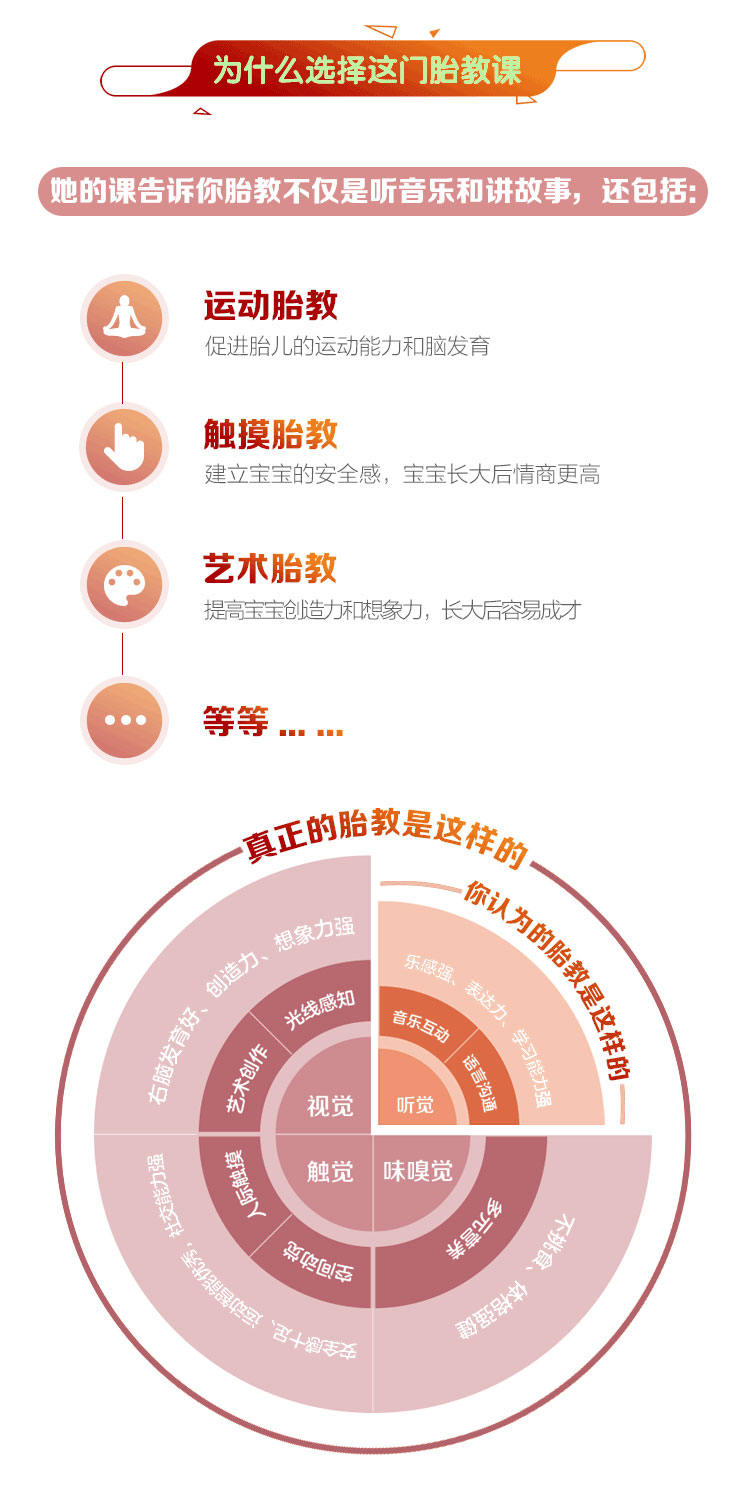 为什么选择这门胎教课
她的课告诉你胎教不仅是听音乐和讲故事，还包括:
运动胎教
促进胎儿的运动能力和脑发育
触摸胎教
建立宝宝的安全感，宝宝长大后情商更高
艺术胎教
提高宝宝创造力和想象力，长大后容易成才
等等 ... ...
真正的胎教是这样的
你认为的胎教是这样的
右脑发育好、创造力、想象力强
艺术创作
光线感知
视觉
乐感强、表达力、学习能力强
音乐互动
语言沟通
听觉
触觉
人际触摸
空间动觉
安全感十足、运动智能优秀，社交能力强
味嗅觉
多元营养
不挑食、体格强健